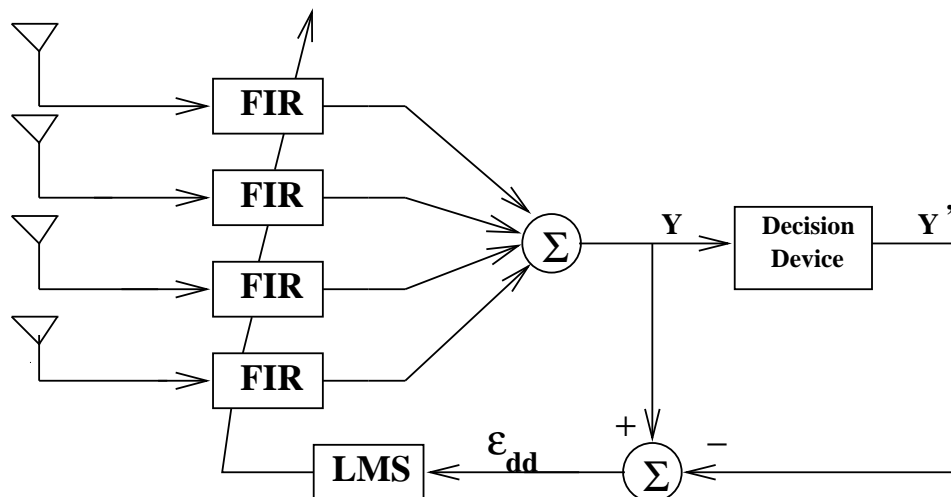 FIR
FIR
Σ
Y
Decision
Device
Y'
FIR
FIR
+
−
LMS
ε_dd
Σ